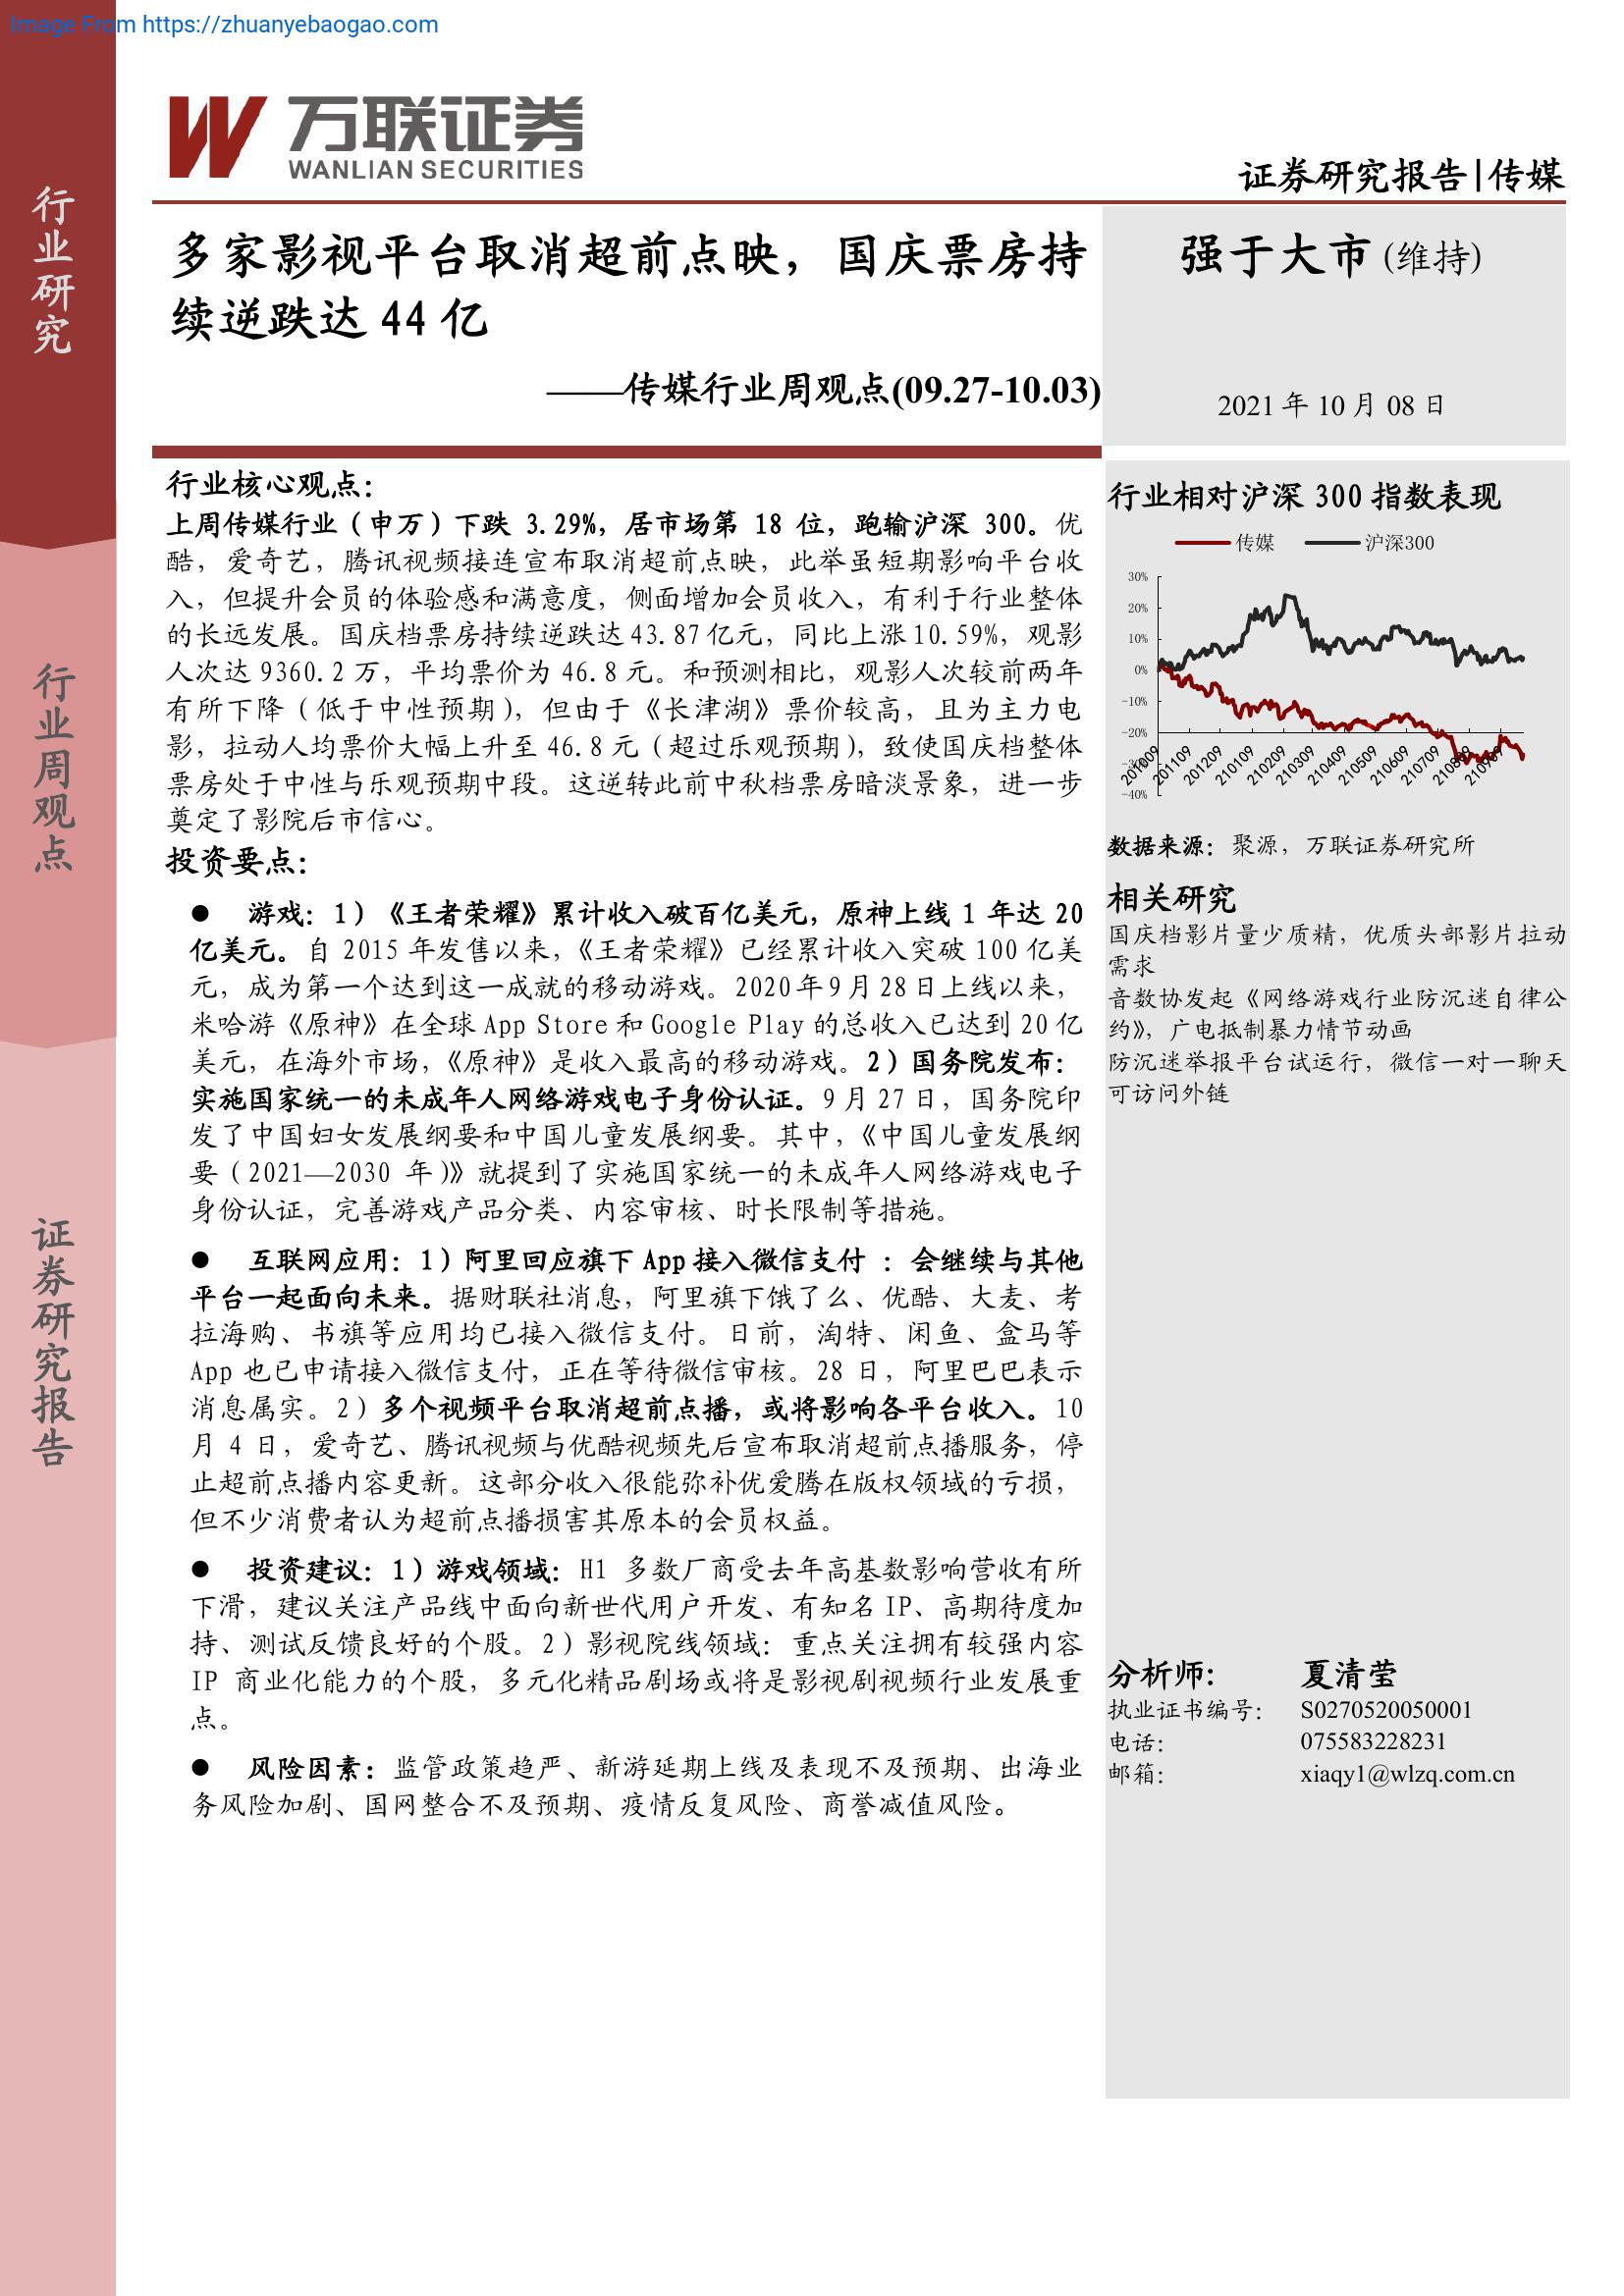 Image From https://zhuanyebaogao.com
万联证券
WANLIAN SECURITIES
证券研究报告|传媒
行业研究
行业周观点
证券研究报告
多家影视平台取消超前点映，国庆票房持
续逆跌达 44 亿
——传媒行业周观点(09.27-10.03)
强于大市 (维持)
2021 年 10 月 08 日
行业核心观点：
上周传媒行业（申万）下跌 3.29%，居市场第 18 位，跑输沪深 300。优
酷，爱奇艺，腾讯视频接连宣布取消超前点映，此举虽短期影响平台收
入，但提升会员的体验感和满意度，侧面增加会员收入，有利于行业整体
的长远发展。国庆档票房持续逆跌达 43.87 亿元，同比上涨 10.59%，观影
人次达 9360.2 万，平均票价为 46.8 元。和预测相比，观影人次较前两年
有所下降（低于中性预期），但由于《长津湖》票价较高，且为主力电
影，拉动人均票价大幅上升至 46.8 元（超过乐观预期），致使国庆档整体
票房处于中性与乐观预期中段。这逆转此前中秋档票房暗淡景象，进一步
奠定了影院后市信心。
投资要点：
● 游戏：1）《王者荣耀》累计收入破百亿美元，原神上线 1 年达 20
亿美元。自 2015 年发售以来，《王者荣耀》已经累计收入突破 100 亿美
元，成为第一个达到这一成就的移动游戏。2020 年 9 月 28 日上线以来，
米哈游《原神》在全球 App Store 和 Google Play 的总收入已达到 20 亿
美元，在海外市场，《原神》是收入最高的移动游戏。2）国务院发布：
实施国家统一的未成年人网络游戏电子身份认证。9 月 27 日，国务院印
发了中国妇女发展纲要和中国儿童发展纲要。其中，《中国儿童发展纲
要（2021—2030 年）》就提到了实施国家统一的未成年人网络游戏电子
身份认证，完善游戏产品分类、内容审核、时长限制等措施。
● 互联网应用：1）阿里回应旗下 App 接入微信支付 ：会继续与其他
平台一起面向未来。据财联社消息，阿里旗下饿了么、优酷、大麦、考
拉海购、书旗等应用均已接入微信支付。日前，淘特、闲鱼、盒马等
App 也已申请接入微信支付，正在等待微信审核。28 日，阿里巴巴表示
消息属实。2）多个视频平台取消超前点播，或将影响各平台收入。10
月 4 日，爱奇艺、腾讯视频与优酷视频先后宣布取消超前点播服务，停
止超前点播内容更新。这部分收入很能弥补优爱腾在版权领域的亏损，
但不少消费者认为超前点播损害其原本的会员权益。
● 投资建议：1）游戏领域：H1 多数厂商受去年高基数影响营收有所
下滑，建议关注产品线中面向新世代用户开发、有知名 IP、高期待度加
持、测试反馈良好的个股。2）影视院线领域：重点关注拥有较强内容
IP 商业化能力的个股，多元化精品剧场或将是影视剧视频行业发展重
点。
● 风险因素：监管政策趋严、新游延期上线及表现不及预期、出海业
务风险加剧、国网整合不及预期、疫情反复风险、商誉减值风险。
行业相对沪深 300 指数表现
传媒 沪深300
30%
20%
10%
0%
-10%
-20%
-30%
-40%
201009 201109 201209 210109 210209 210309 210409 210509 210609 210709 210809 210909
数据来源：聚源，万联证券研究所
相关研究
国庆档影片量少质精，优质头部影片拉动
需求
音数协发起《网络游戏行业防沉迷自律公
约》，广电抵制暴力情节动画
防沉迷举报平台试运行，微信一对一聊天
可访问外链
分析师: 夏清莹
执业证书编号: S0270520050001
电话: 075583228231
邮箱: xiaqy1@wlzq.com.cn